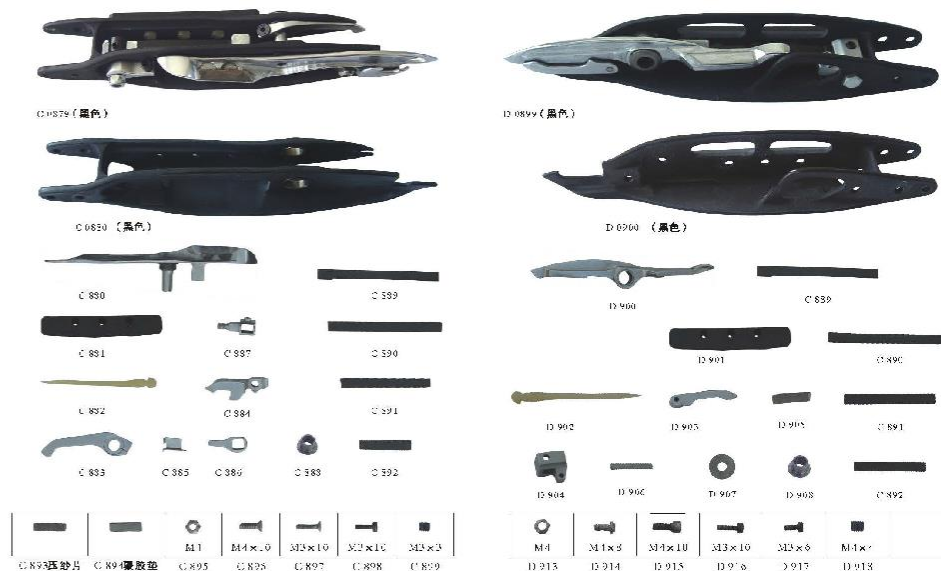 C 0879（黑色）
D 0899（黑色）
C 0880 （黑色）
D 0900 （黑色）
C 880
C 889
D 900
C 889
C 881
C 887
C 890
D 901
C 890
C 882
C 884
C 891
D 902
D 903
D 905
C 891
C 883
C 885
C 886
C 888
C 892
D 904
D 906
D 907
D 908
C 892
M4
M4×10
M3×10
M3×10
M3×3
M4
M4×8
M4×10
M3×10
M3×6
M4×4
C 893压纱片
C 894橡胶垫
C 895
C 896
C 897
C 898
C 899
D 913
D 914
D 915
D 916
D 917
D 918